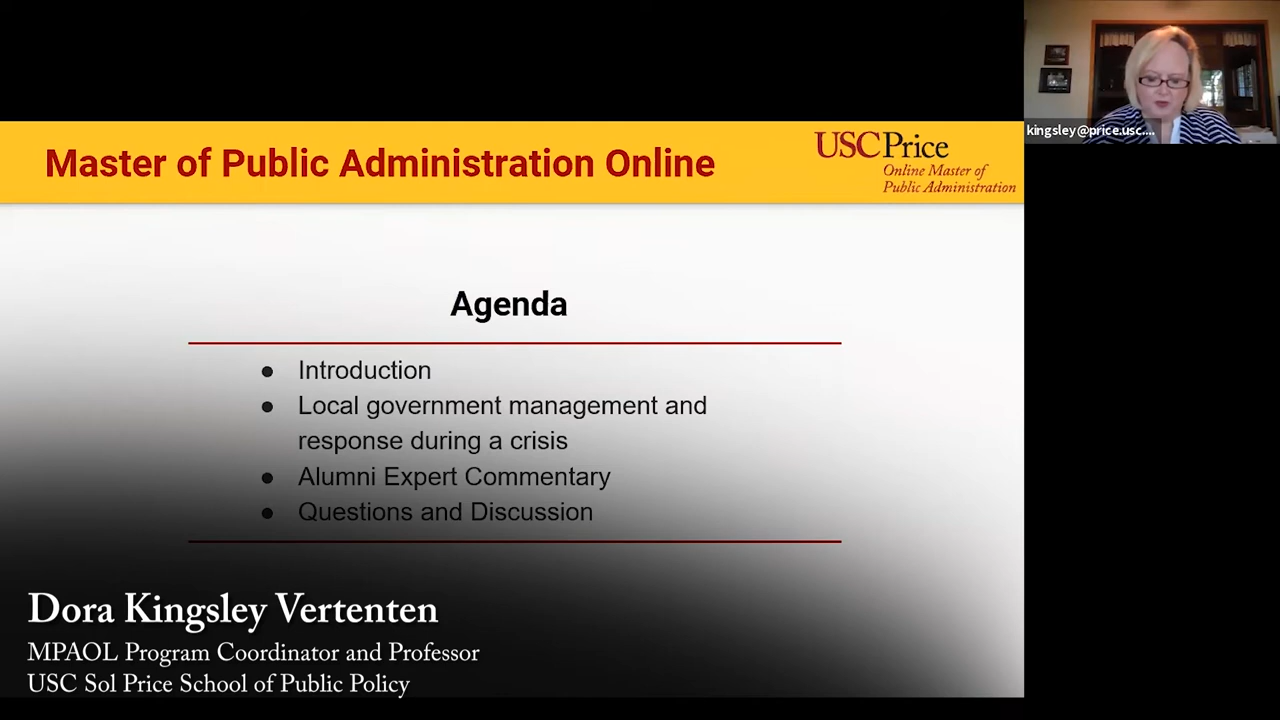 Master of Public Administration Online
USC Price
Online Master of
Public Administration
kingsley@price.usc....
Agenda
● Introduction
● Local government management and
response during a crisis
● Alumni Expert Commentary
● Questions and Discussion
Dora Kingsley Vertenten
MPAOL Program Coordinator and Professor
USC Sol Price School of Public Policy